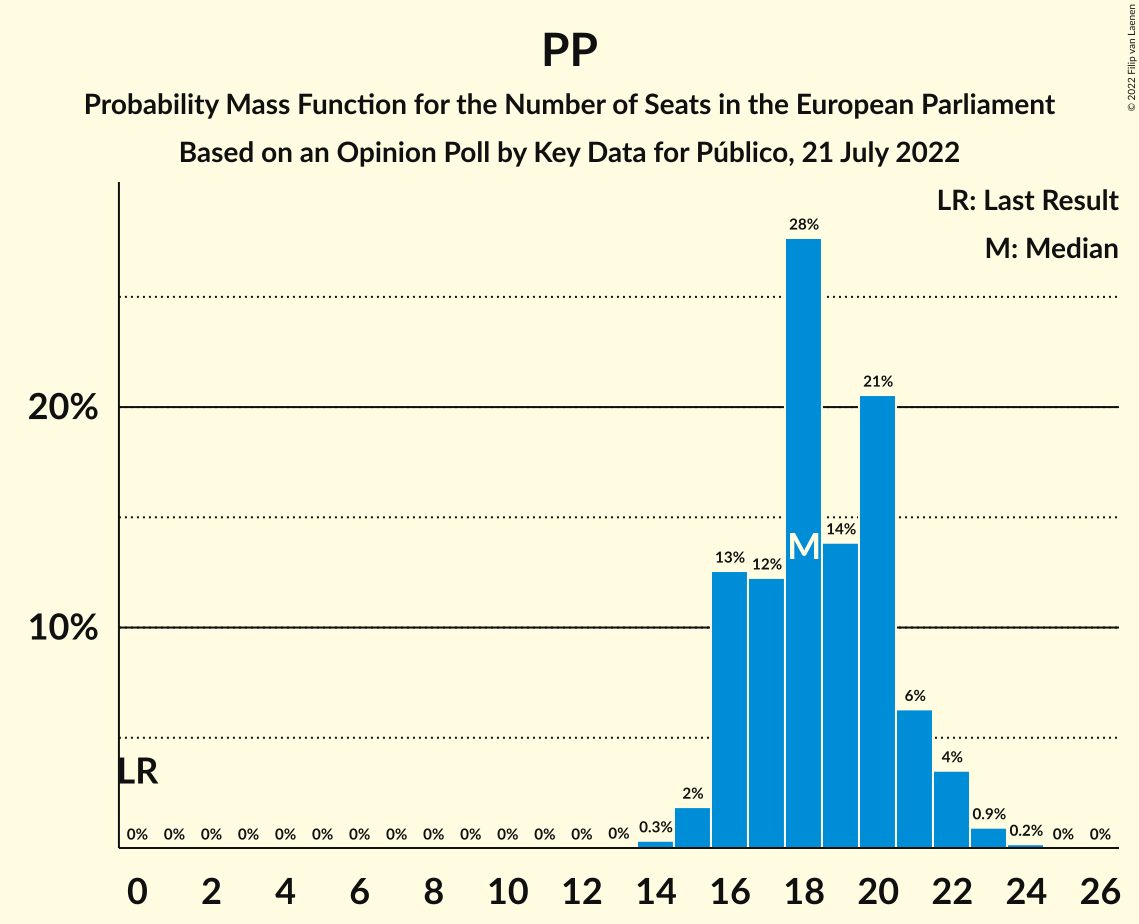 PP
Probability Mass Function for the Number of Seats in the European Parliament
Based on an Opinion Poll by Key Data for Público, 21 July 2022
© 2022 Filip van Laenen
LR: Last Result
M: Median
20%
10%
0% 0% 0% 0% 0% 0% 0% 0% 0% 0% 0% 0% 0% 0% 0.3% 2% 13% 12% 28% 14% 21% 6% 4% 0.9% 0.2% 0% 0%
LR
M
0 2 4 6 8 10 12 14 16 18 20 22 24 26